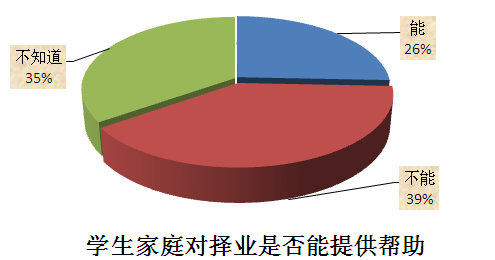 能
26%
不知道
35%
不能
39%
学生家庭对择业是否能提供帮助